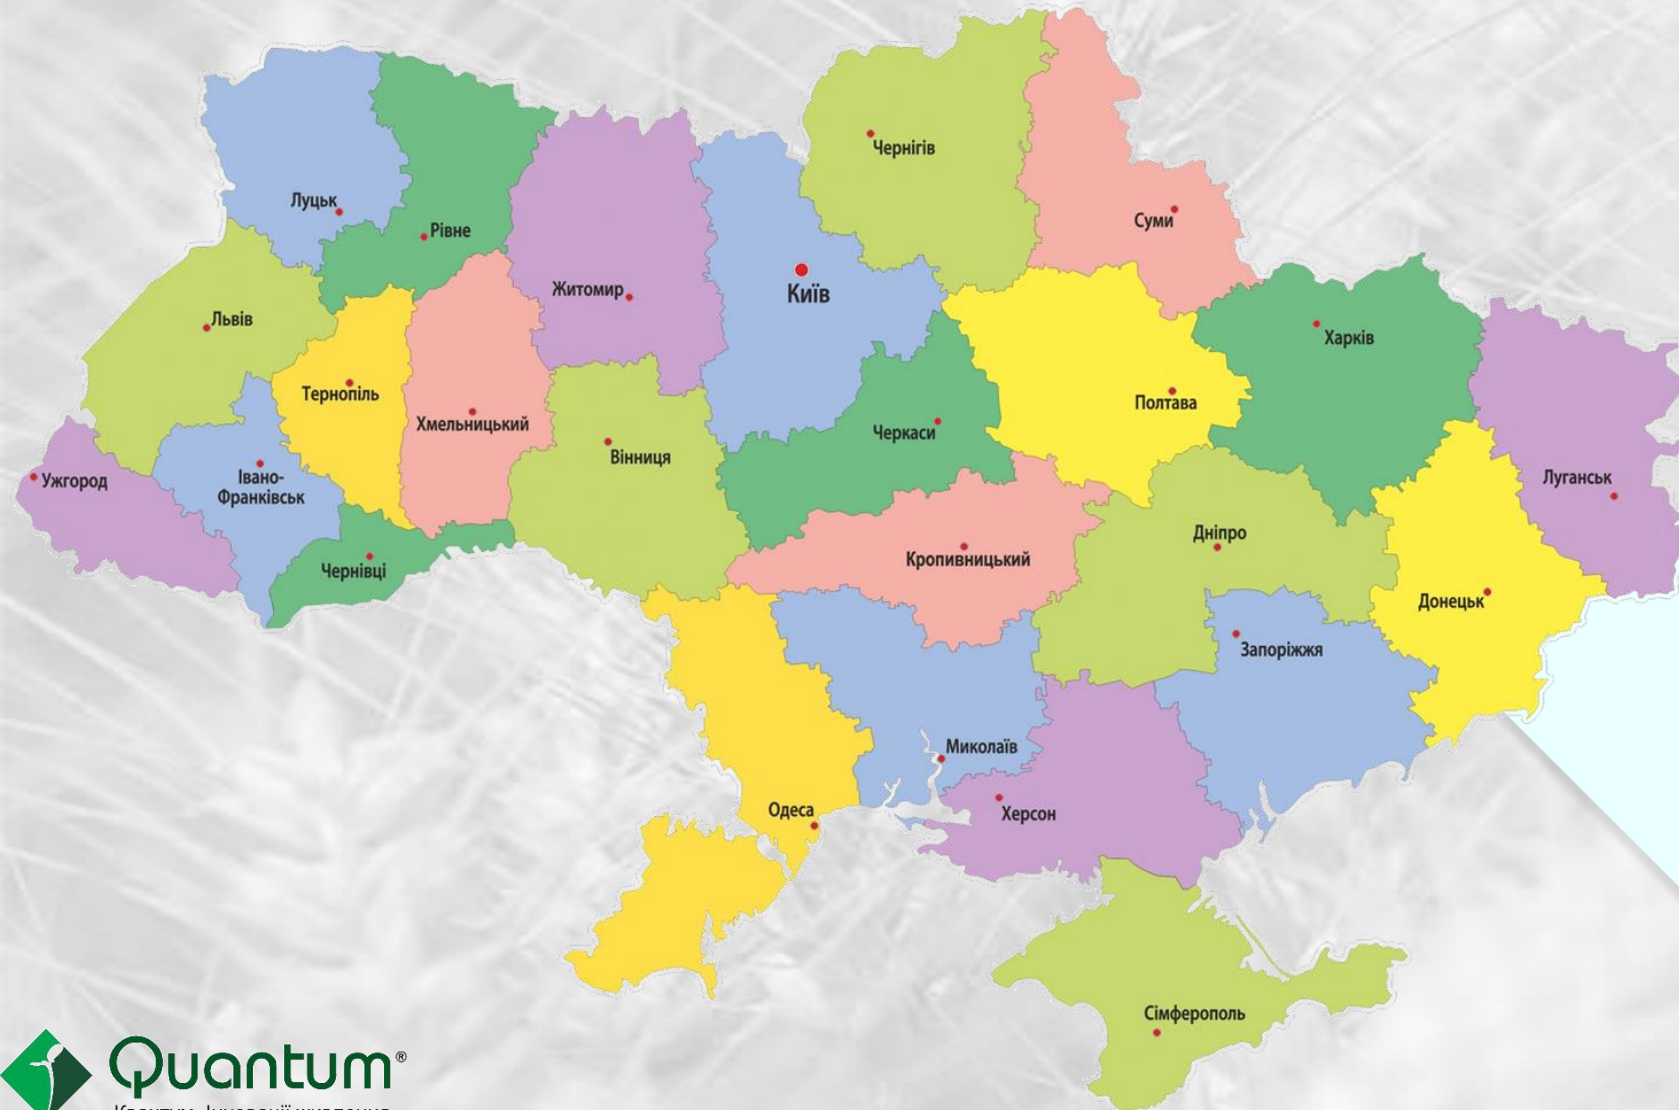 Чернігів
Луцьк
Суми
Рівне
Житомир
Київ
Львів
Харків
Тернопіль
Полтава
Хмельницький
Черкаси
Вінниця
Ужгород
Івано-
Франківськ
Луганськ
Дніпро
Кропивницький
Чернівці
Донецьк
Запоріжжя
Миколаїв
Одеса
Херсон
Сімферополь
Quantum®